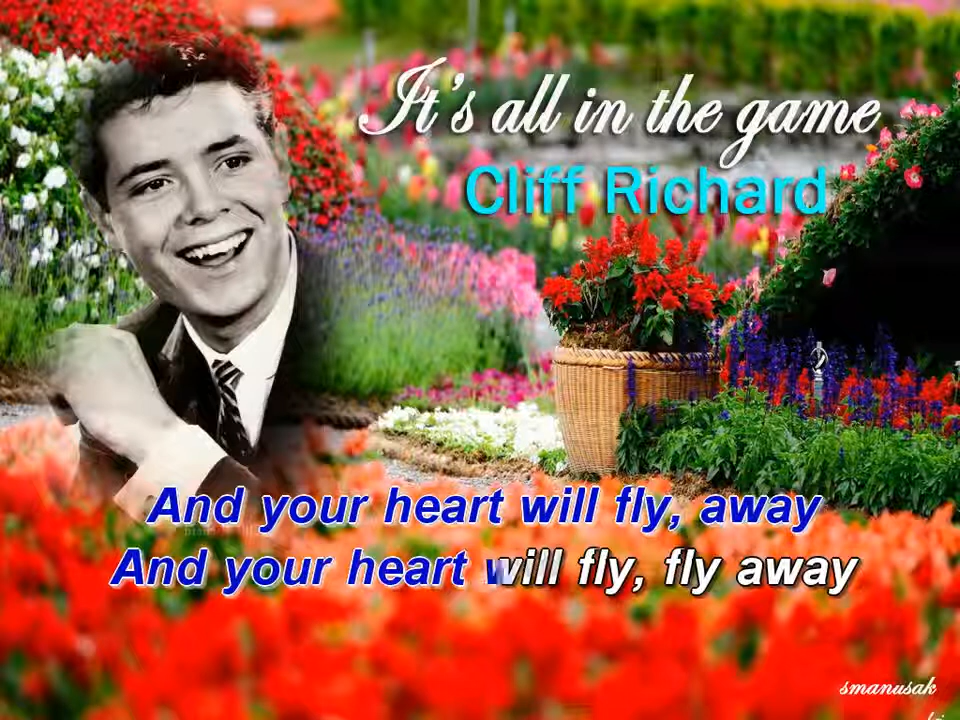 It's all in the game
Cliff Richard
And your heart will fly, away
And your heart will fly, fly away
smanusak